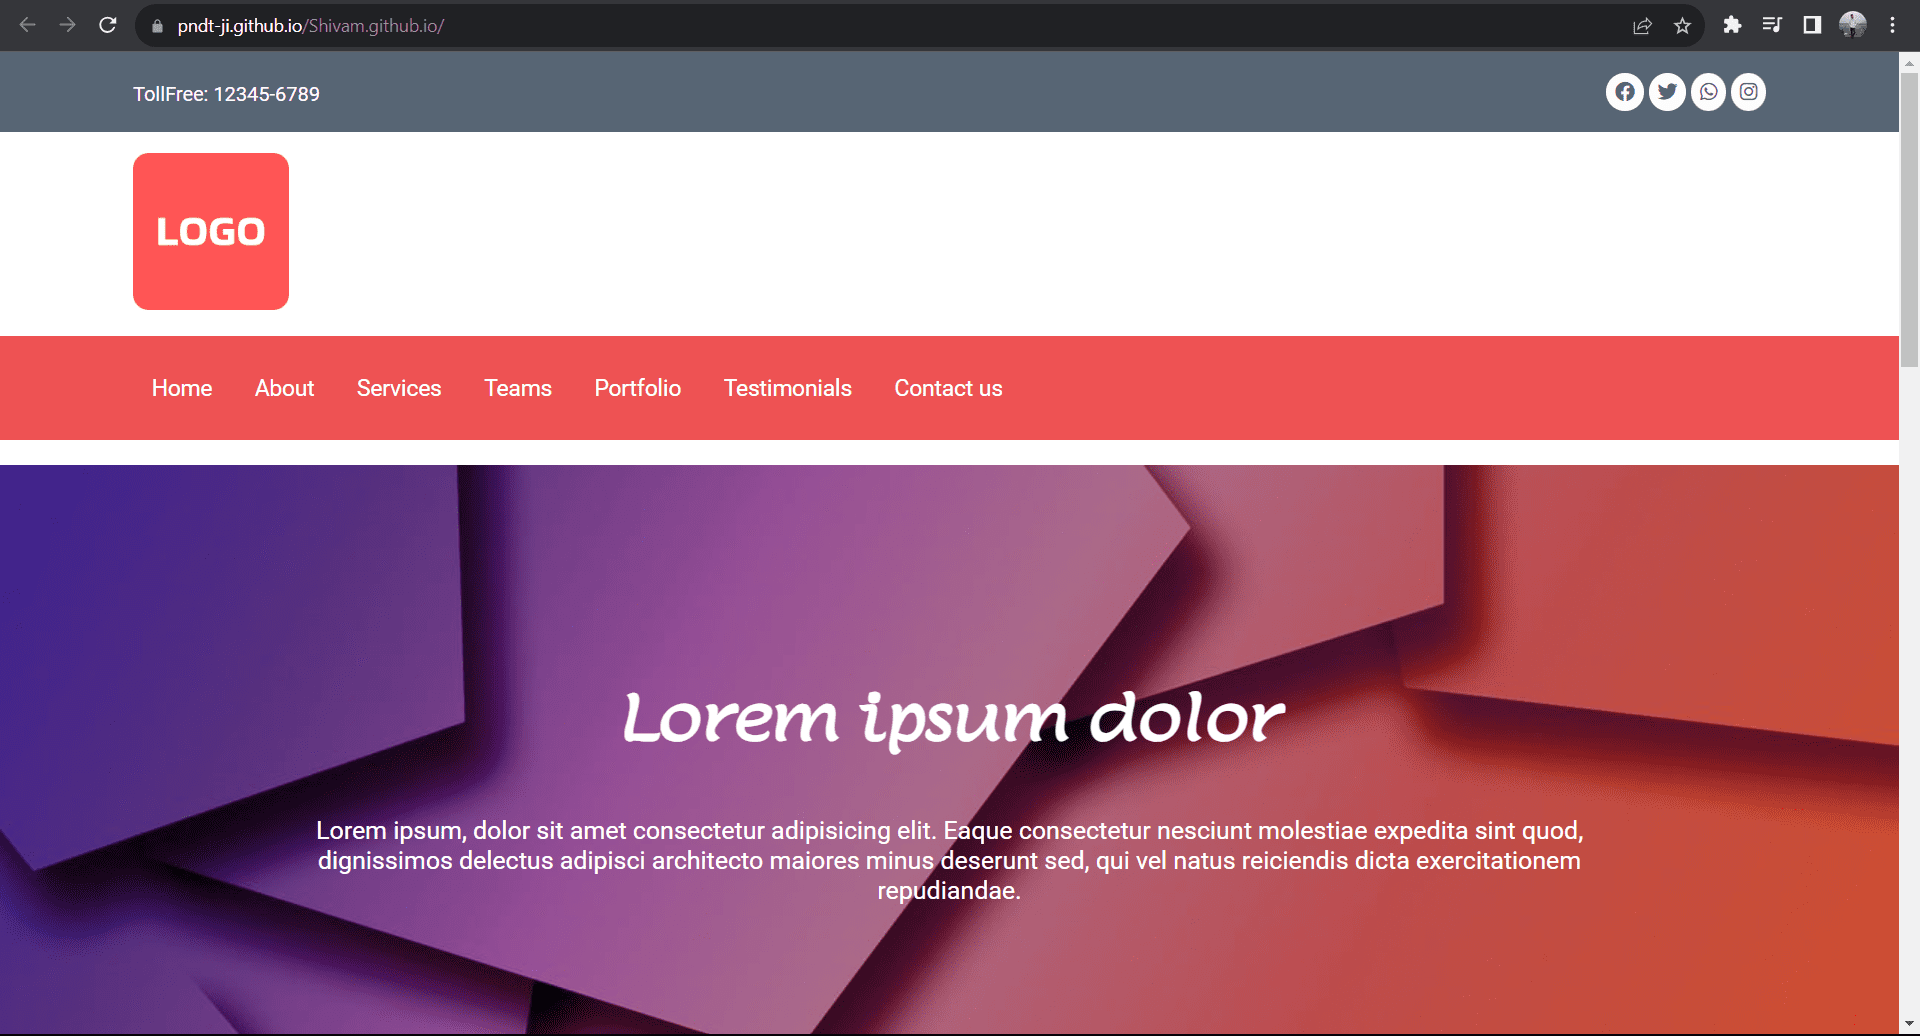 pndt-ji.github.io/Shivam.github.io/
TollFree: 12345-6789
LOGO
Home About Services Teams Portfolio Testimonials Contact us
Lorem ipsum dolor
Lorem ipsum, dolor sit amet consectetur adipisicing elit. Eaque consectetur nesciunt molestiae expedita sint quod,
dignissimos delectus adipisci architecto maiores minus deserunt sed, qui vel natus reiciendis dicta exercitationem
repudiandae.